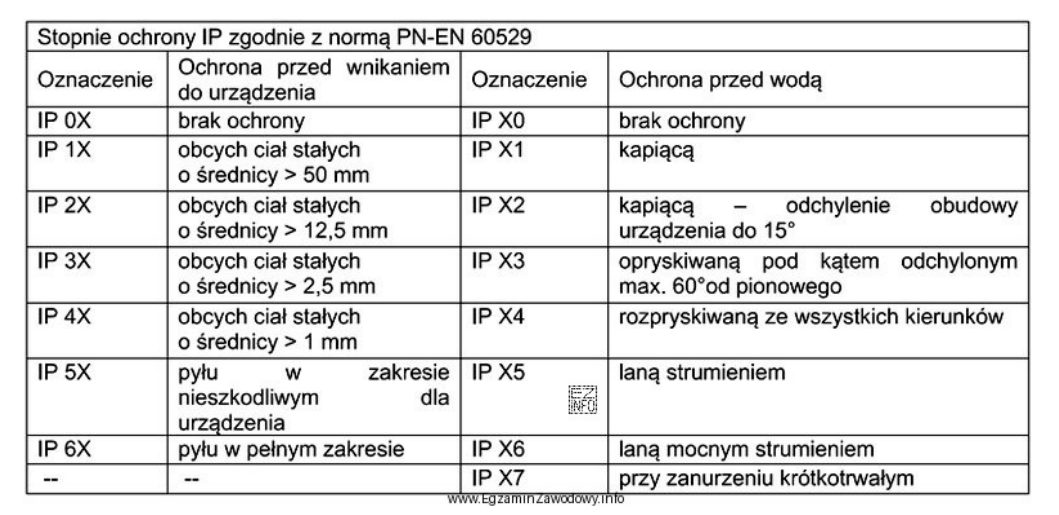 Stopnie ochrony IP zgodnie z normą PN-EN 60529
Oznaczenie
Ochrona przed wnikaniem
do urządzenia
Oznaczenie
Ochrona przed wodą
IP 0X
brak ochrony
IP X0
brak ochrony
IP 1X
obcych ciał stałych
o średnicy > 50 mm
IP X1
kapiącą
IP 2X
obcych ciał stałych
o średnicy > 12,5 mm
IP X2
kapiącą – odchylenie obudowy
urządzenia do 15°
IP 3X
obcych ciał stałych
o średnicy > 2,5 mm
IP X3
opryskiwaną pod kątem odchylonym
max. 60°od pionowego
IP 4X
obcych ciał stałych
o średnicy > 1 mm
IP X4
rozpryskiwaną ze wszystkich kierunków
IP 5X
pyłu w zakresie
nieszkodliwym dla
urządzenia
IP X5
EZ
INFO
laną strumieniem
IP 6X
pyłu w pełnym zakresie
IP X6
laną mocnym strumieniem
--
--
IP X7
przy zanurzeniu krótkotrwałym
www.EgzaminZawodowy.info